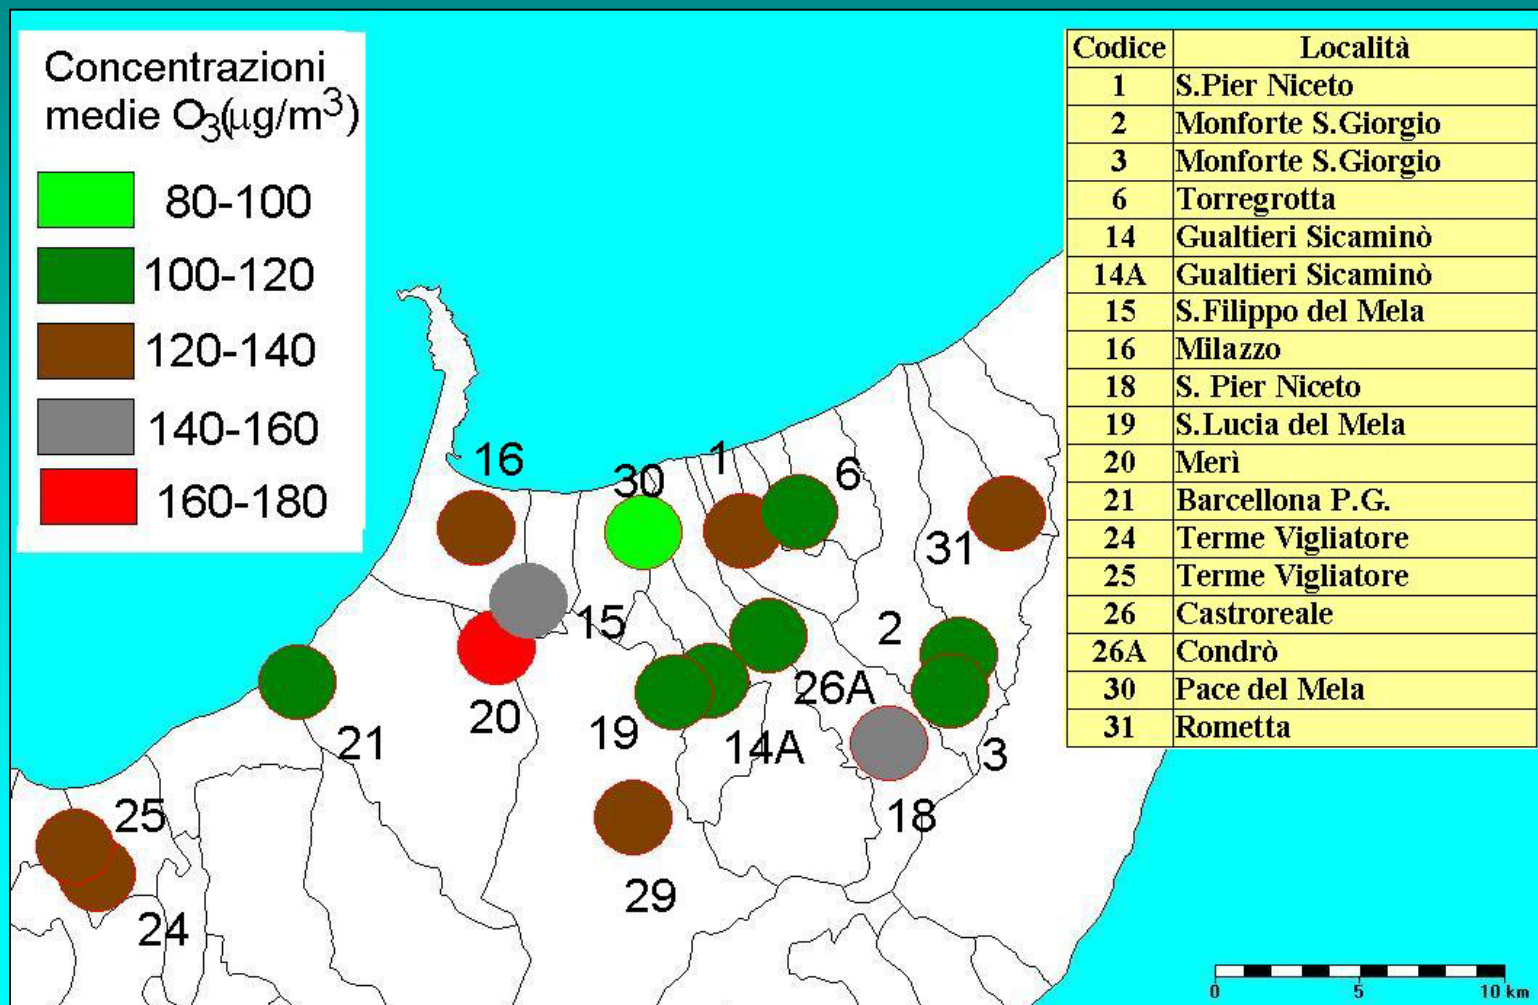 Concentrazioni
medie O3(µg/m3)
80-100
100-120
120-140
140-160
160-180
Codice Località
1 S.Pier Niceto
2 Monforte S.Giorgio
3 Monforte S.Giorgio
6 Torregrotta
14 Gualtieri Sicaminò
14A Gualtieri Sicaminò
15 S.Filippo del Mela
16 Milazzo
18 S. Pier Niceto
19 S.Lucia del Mela
20 Merì
21 Barcellona P.G.
24 Terme Vigliatore
25 Terme Vigliatore
26 Castroreale
26A Condrò
30 Pace del Mela
31 Rometta
16
30
1
6
31
15
2
20
19
26A
21
14A
3
25
18
29
24
0 5 10 km